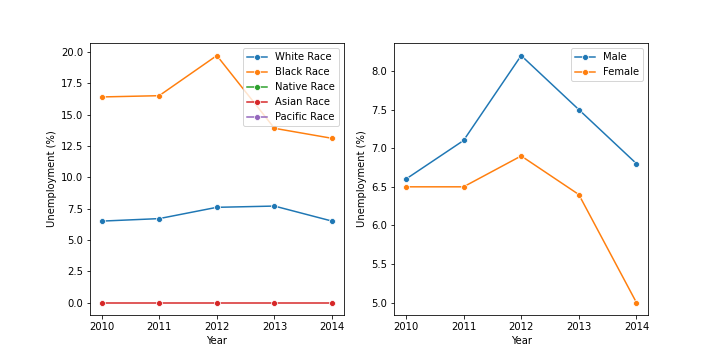 Unemployment (%)
20.0
17.5
15.0
12.5
10.0
7.5
5.0
2.5
0.0
White Race
Black Race
Native Race
Asian Race
Pacific Race
2010 2011 2012 2013 2014
Year
Unemployment (%)
8.0
7.5
7.0
6.5
6.0
5.5
5.0
Male
Female
2010 2011 2012 2013 2014
Year